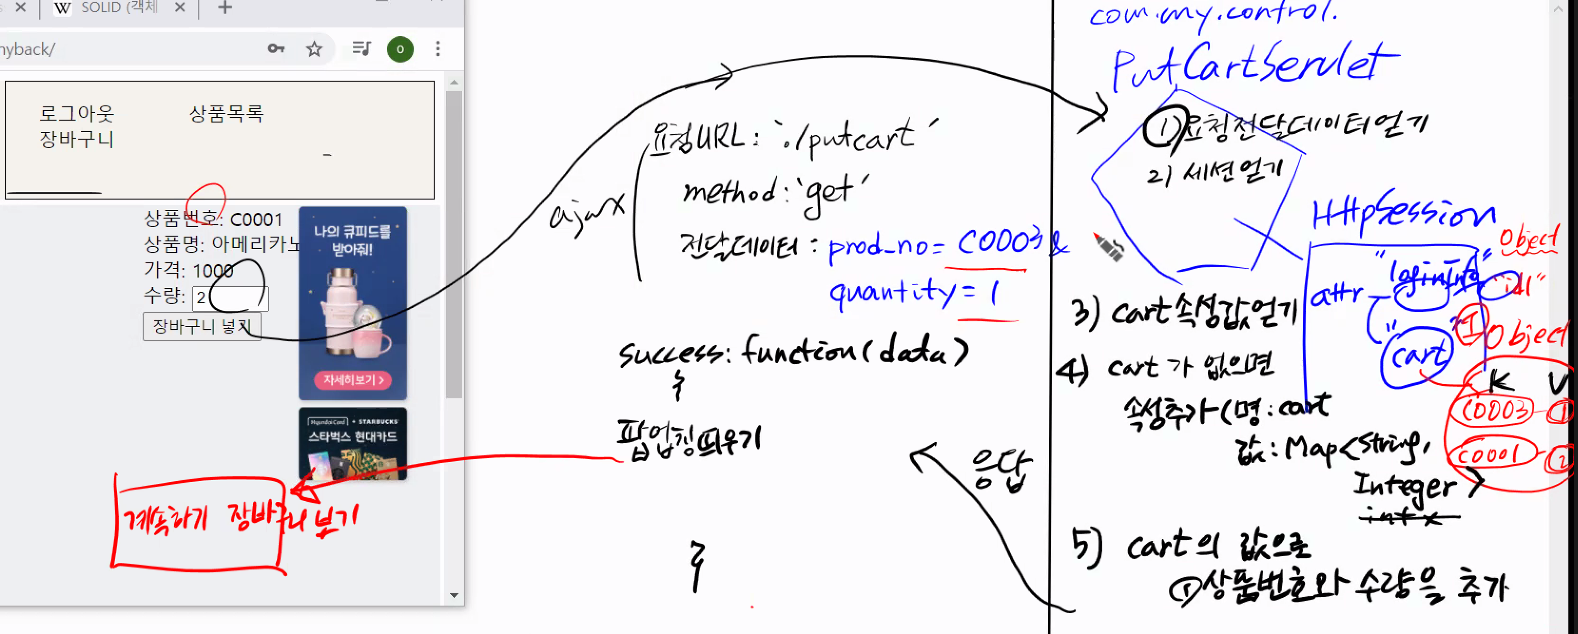 SOLID (객체
myback/
o
로그아웃 상품목록
장바구니
상품번호: C0001
상품명: 아메리카노
가격: 1000
수량: 2
장바구니 넣기
나의 큐피드를
받아줘!
자세히보기 >
STARBUCKS
스타벅스 현대카드
계속하기 장바구니 보기
ajax
요청URL : './putcart'
method : 'get'
전달데이터 : prod_no = C0003 &
quantity = 1
success : function(data)
{
팝업창띄우기
}
응답
com.my.control.
PutCartServlet
1) 요청전달데이터얻기
2) 세션얻기
HttpSession
attr
"loginInfo" Object
"id1"
"cart" Object
K V
C0003 - 1
C0001 - 2
3) cart속성값얻기
4) cart가 없으면
속성추가(명 : cart
값 : Map<String,
Integer>
int x
5) cart의 값으로
① 상품번호와 수량을 추가